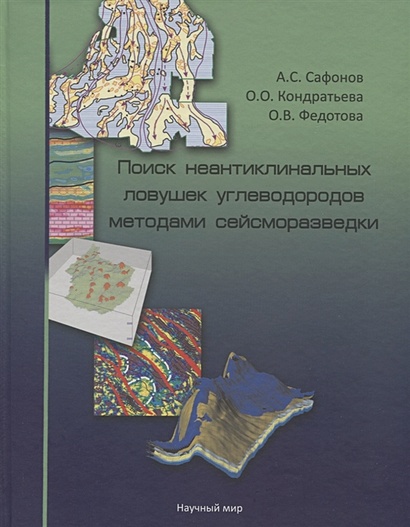 А.С. Сафонов
О.О. Кондратьева
О.В. Федотова
Поиск неантиклинальных
ловушек углеводородов
методами сейсморазведки
Научный мир